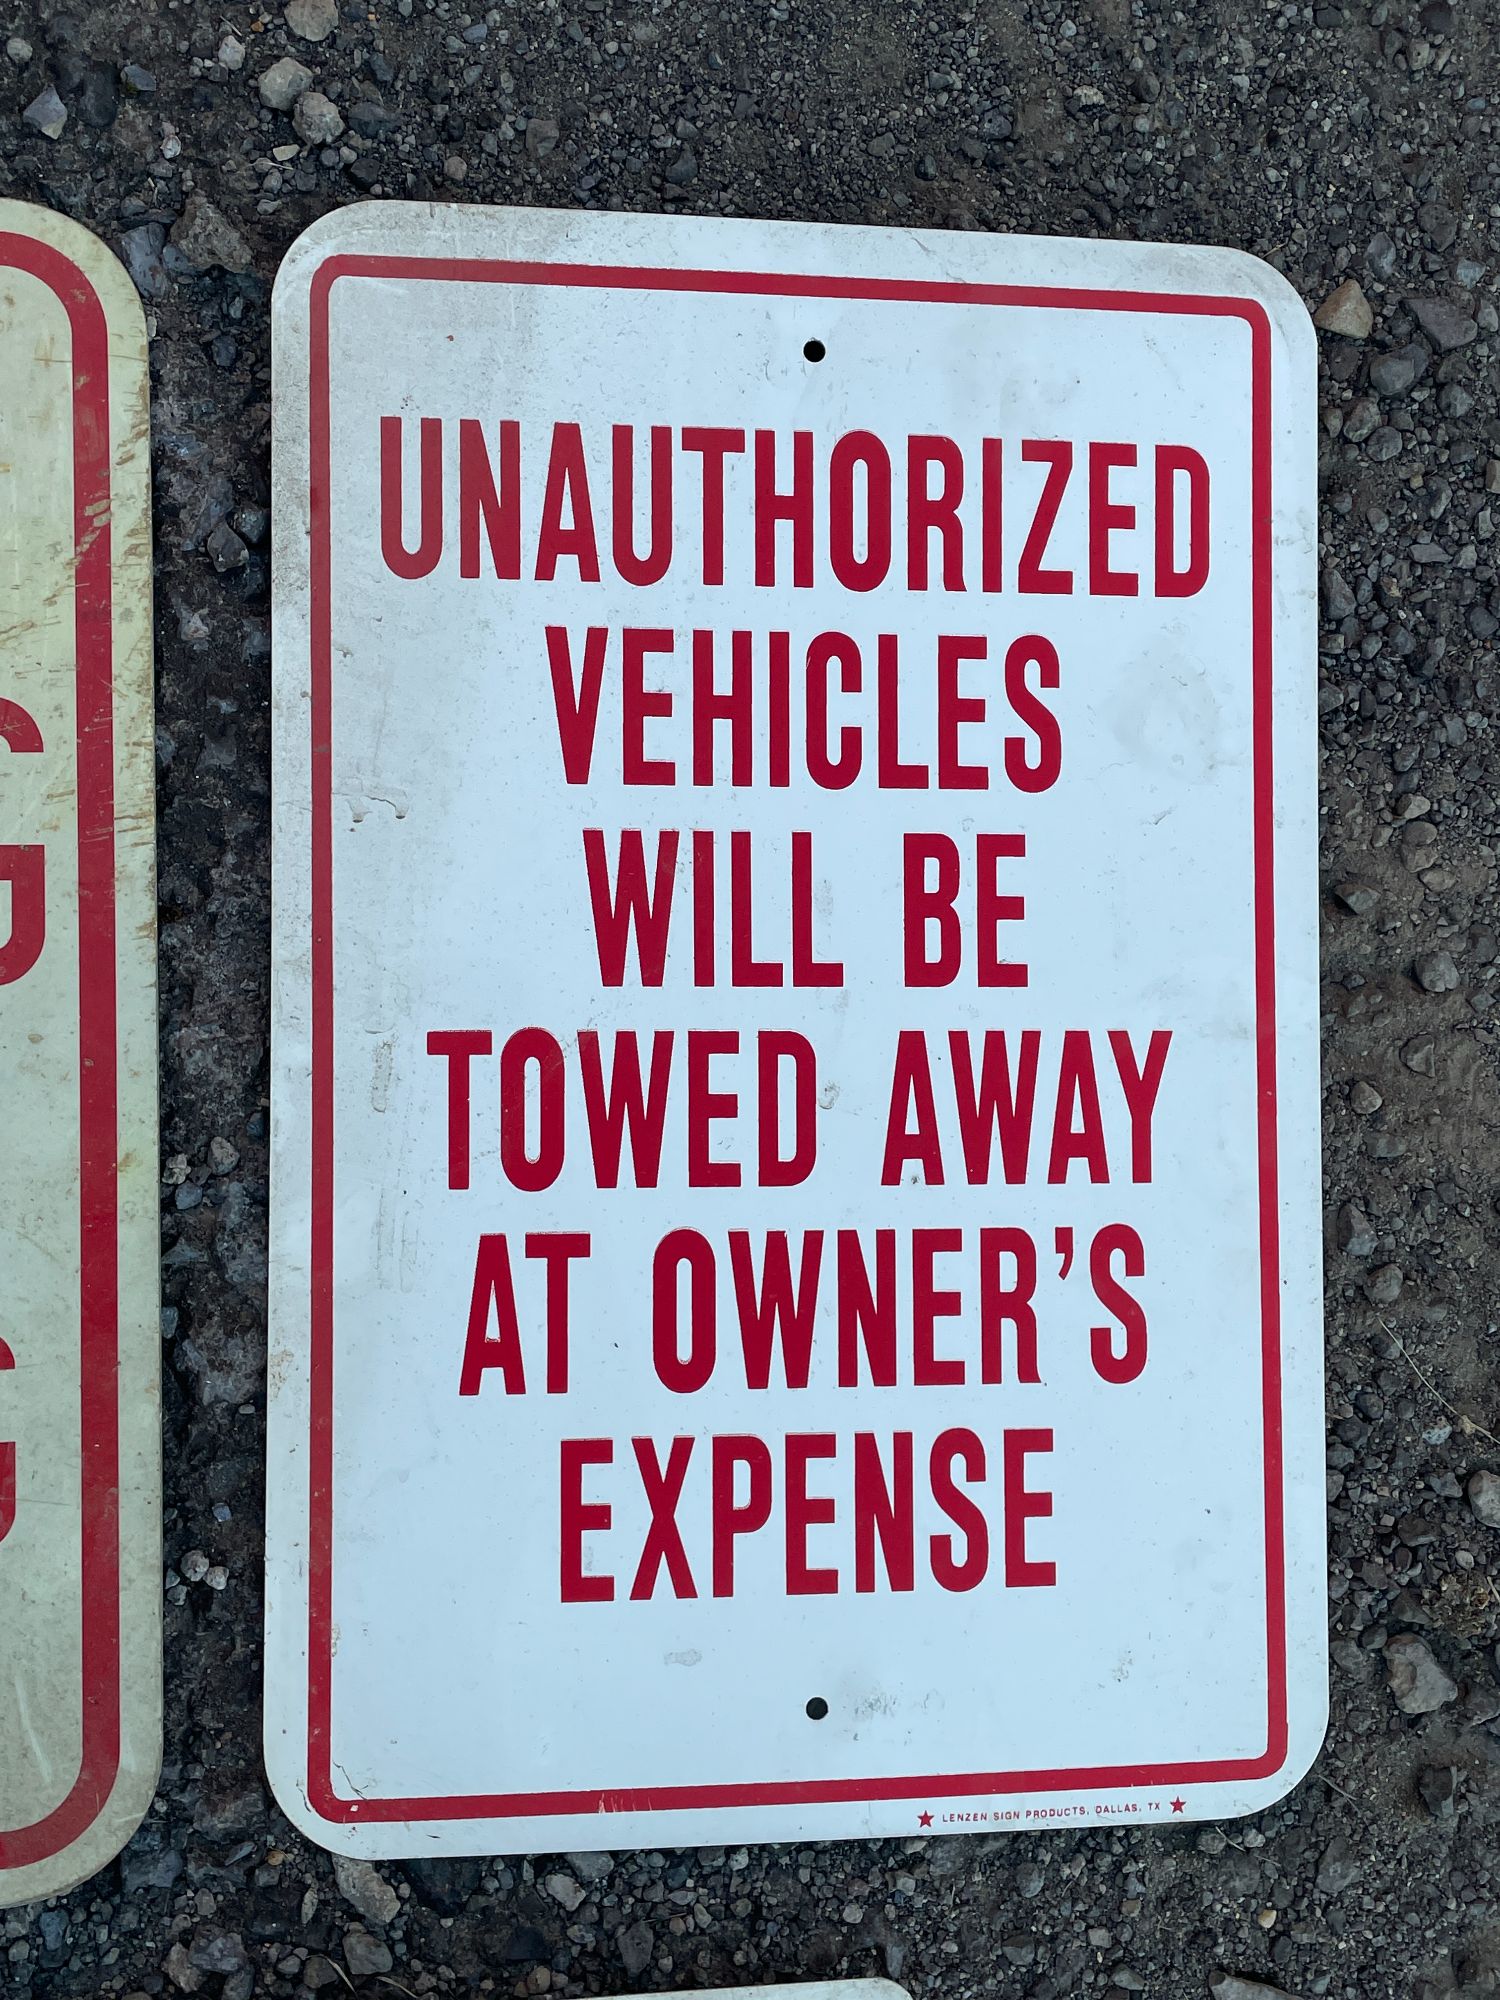 UNAUTHORIZED
VEHICLES
WILL BE
TOWED AWAY
AT OWNER'S
EXPENSE
★ LENZEN SIGN PRODUCTS, DALLAS, TX ★